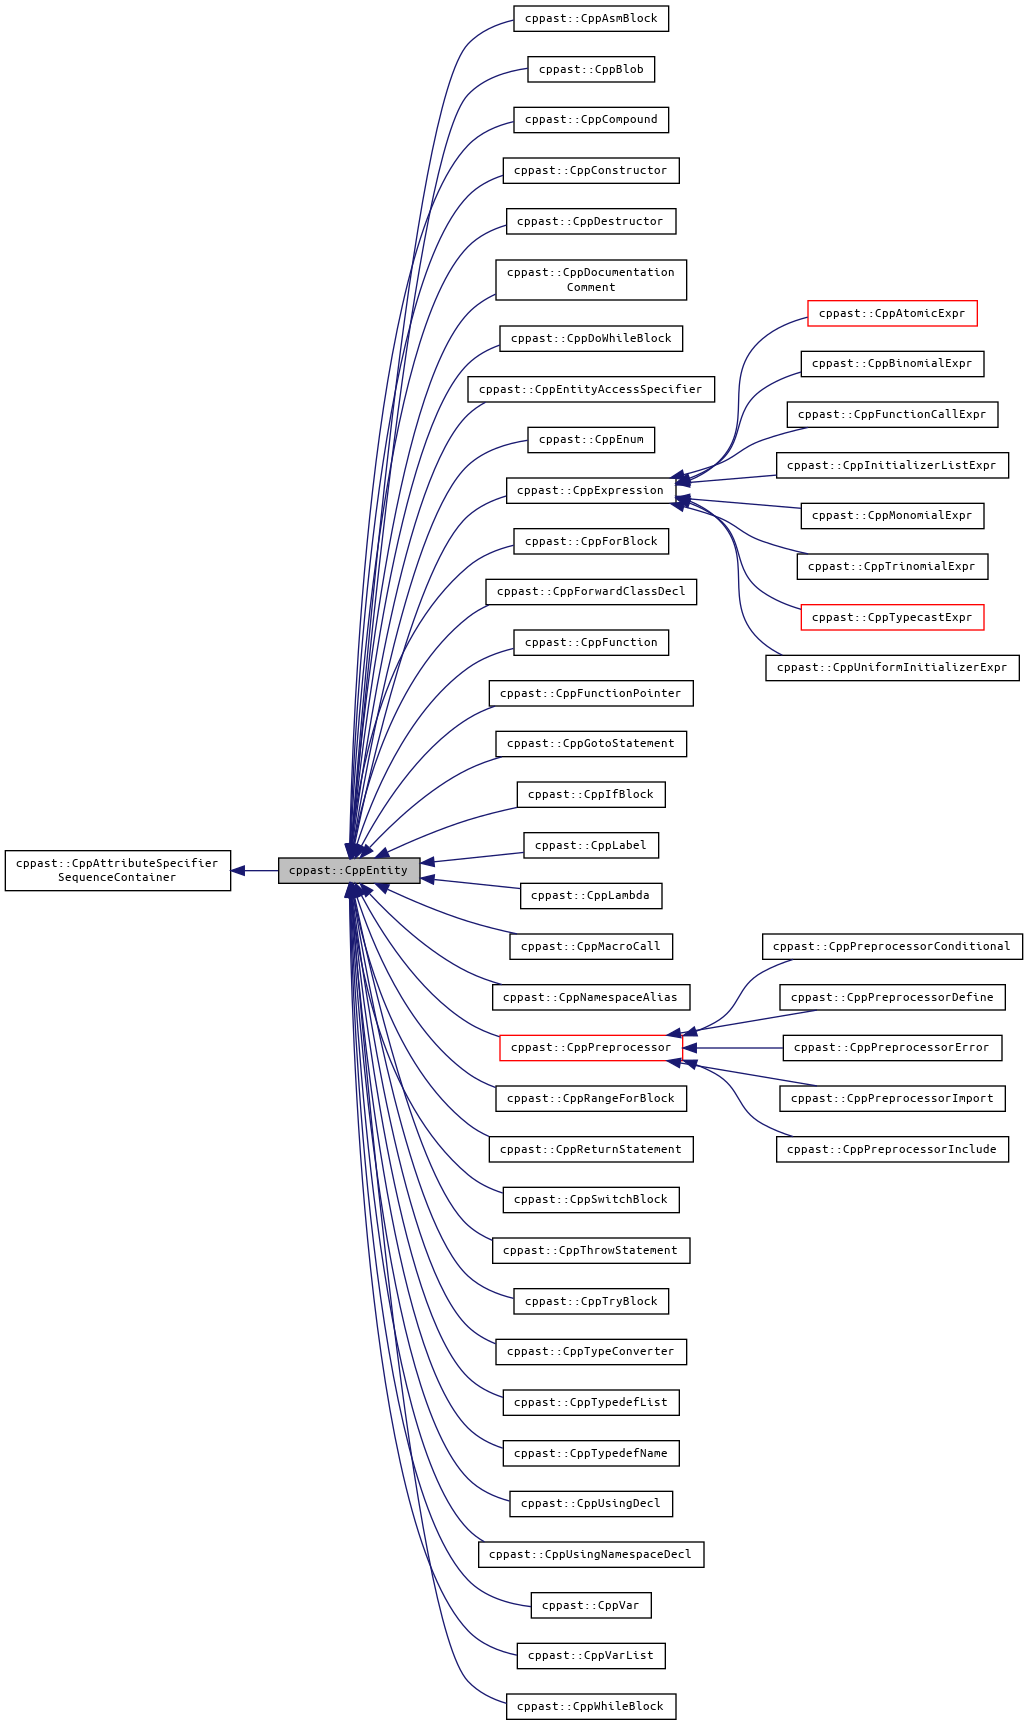 cppast::CppAsmBlock
cppast::CppBlob
cppast::CppCompound
cppast::CppConstructor
cppast::CppDestructor
cppast::CppDocumentation
Comment
cppast::CppDoWhileBlock
cppast::CppEntityAccessSpecifier
cppast::CppEnum
cppast::CppExpression
cppast::CppForBlock
cppast::CppForwardClassDecl
cppast::CppFunction
cppast::CppFunctionPointer
cppast::CppGotoStatement
cppast::CppIfBlock
cppast::CppLabel
cppast::CppLambda
cppast::CppMacroCall
cppast::CppNamespaceAlias
cppast::CppPreprocessor
cppast::CppRangeForBlock
cppast::CppReturnStatement
cppast::CppSwitchBlock
cppast::CppThrowStatement
cppast::CppTryBlock
cppast::CppTypeConverter
cppast::CppTypedefList
cppast::CppTypedefName
cppast::CppUsingDecl
cppast::CppUsingNamespaceDecl
cppast::CppVar
cppast::CppVarList
cppast::CppWhileBlock
cppast::CppAttributeSpecifier
SequenceContainer
cppast::CppEntity
cppast::CppAtomicExpr
cppast::CppBinomialExpr
cppast::CppFunctionCallExpr
cppast::CppInitializerListExpr
cppast::CppMonomialExpr
cppast::CppTrinomialExpr
cppast::CppTypecastExpr
cppast::CppUniformInitializerExpr
cppast::CppPreprocessorConditional
cppast::CppPreprocessorDefine
cppast::CppPreprocessorError
cppast::CppPreprocessorImport
cppast::CppPreprocessorInclude